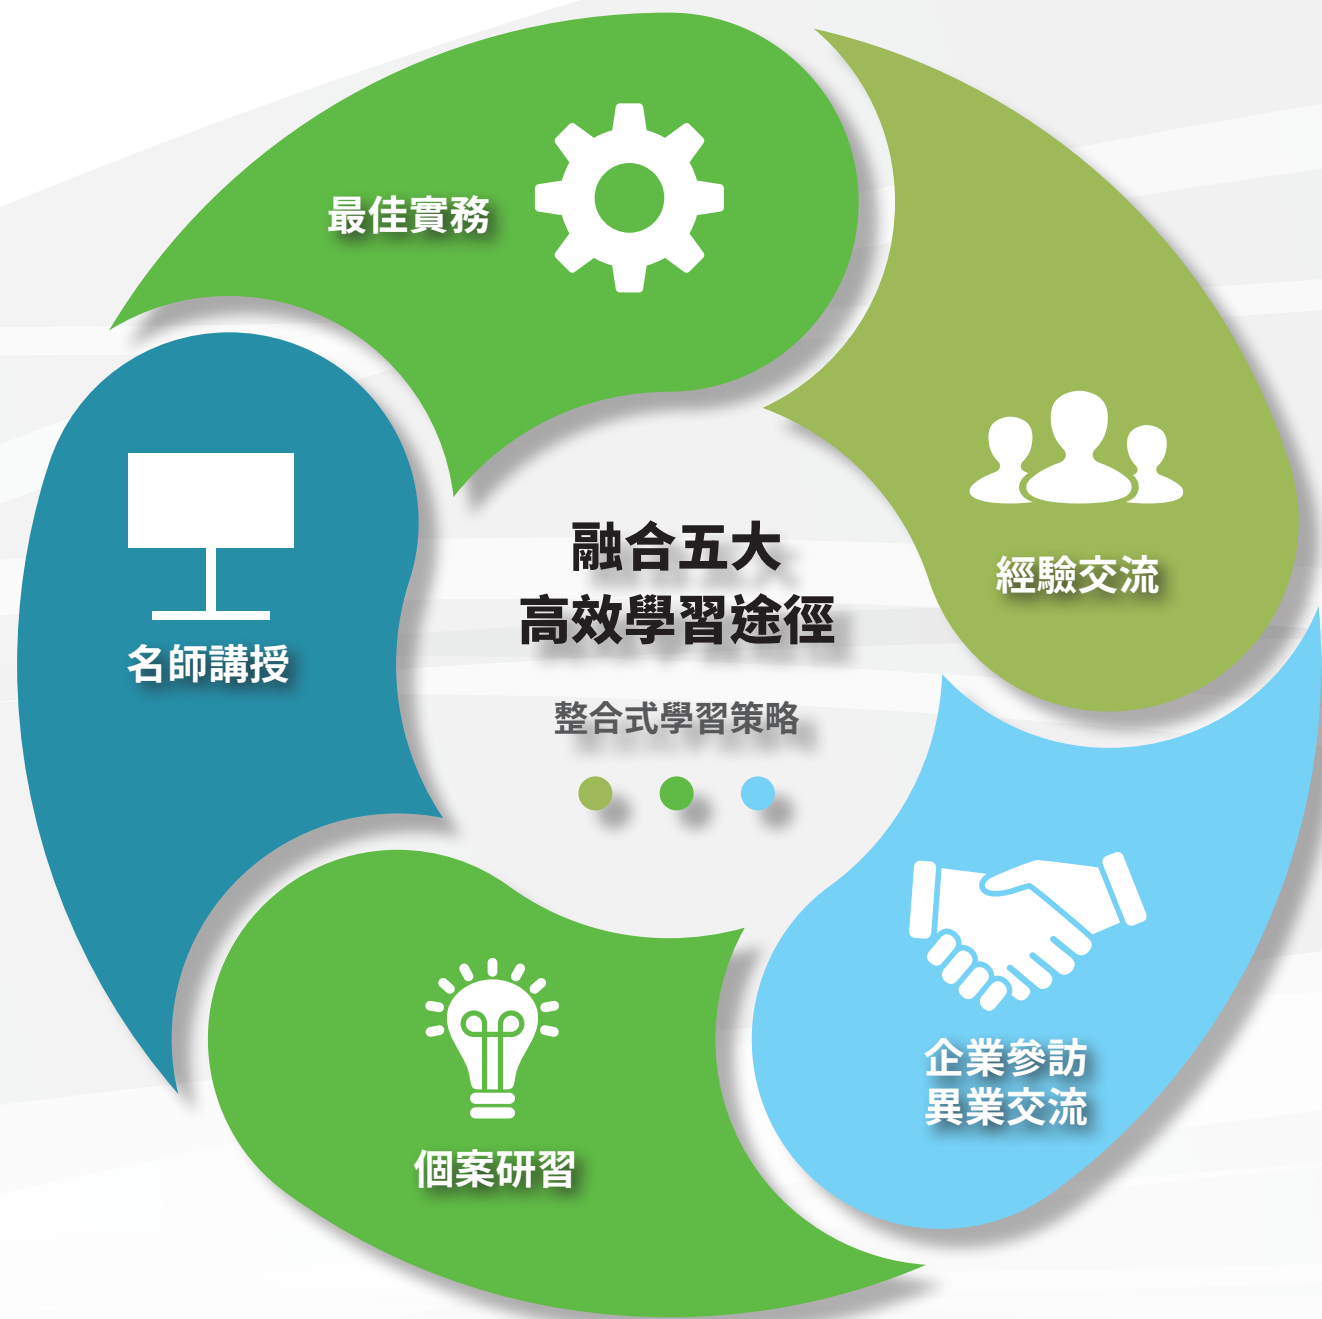 最佳實務
經驗交流
融合五大
高效學習途徑
整合式學習策略
名師講授
企業參訪
異業交流
個案研習